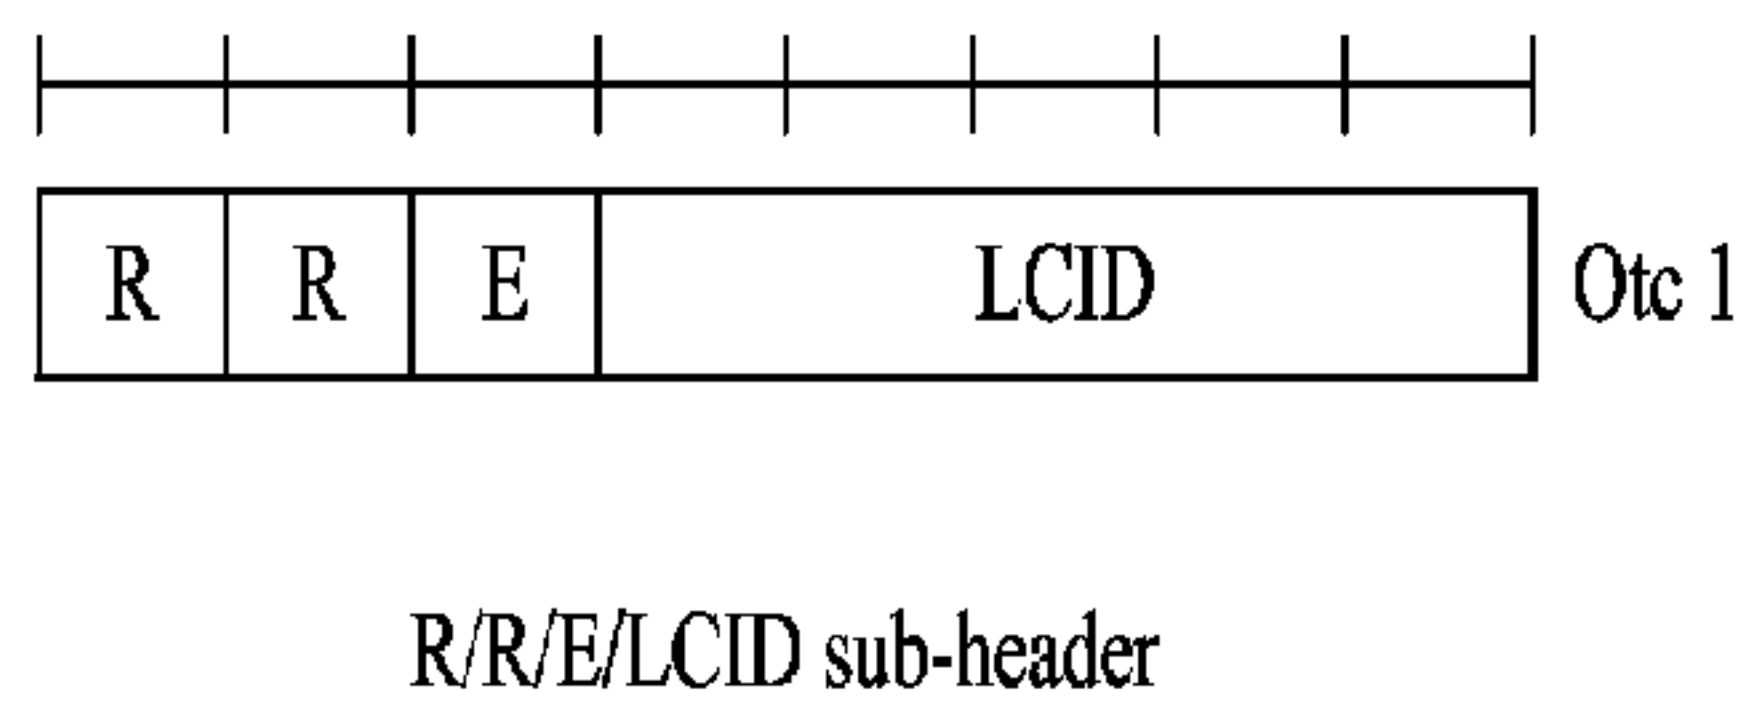 R R E LCID Otc 1
R/R/E/LCID sub-header